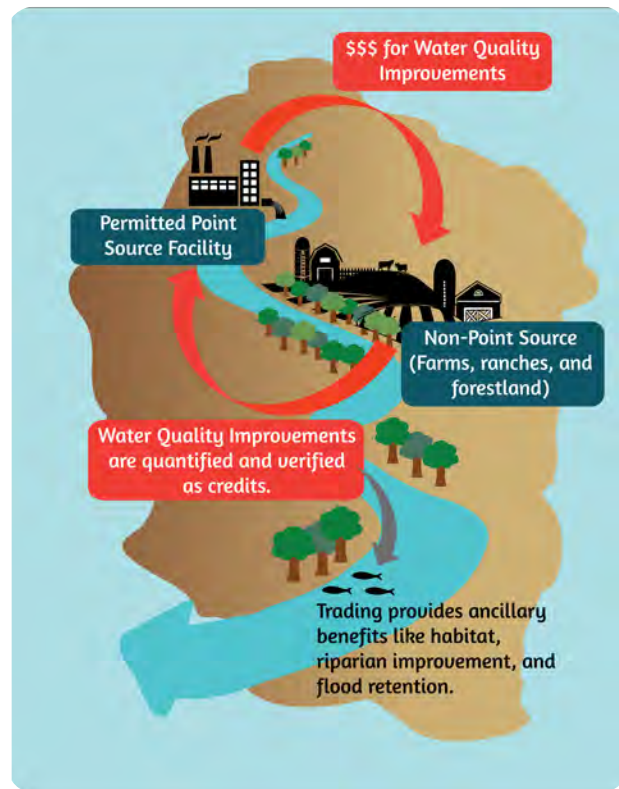 $$$ for Water Quality
Improvements
Permitted Point
Source Facility
Non-Point Source
(Farms, ranches, and
forestland)
Water Quality Improvements
are quantified and verified
as credits.
Trading provides ancillary
benefits like habitat,
riparian improvement, and
flood retention.